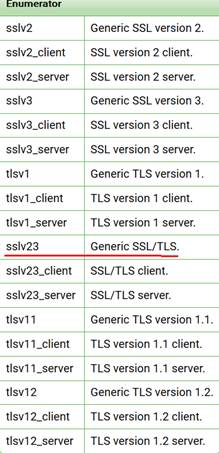 Enumerator
sslv2 Generic SSL version 2.
sslv2_client SSL version 2 client.
sslv2_server SSL version 2 server.
sslv3 Generic SSL version 3.
sslv3_client SSL version 3 client.
sslv3_server SSL version 3 server.
tlsv1 Generic TLS version 1.
tlsv1_client TLS version 1 client.
tlsv1_server TLS version 1 server.
sslv23 Generic SSL/TLS.
sslv23_client SSL/TLS client.
sslv23_server SSL/TLS server.
tlsv11 Generic TLS version 1.1.
tlsv11_client TLS version 1.1 client.
tlsv11_server TLS version 1.1 server.
tlsv12 Generic TLS version 1.2.
tlsv12_client TLS version 1.2 client.
tlsv12_server TLS version 1.2 server.